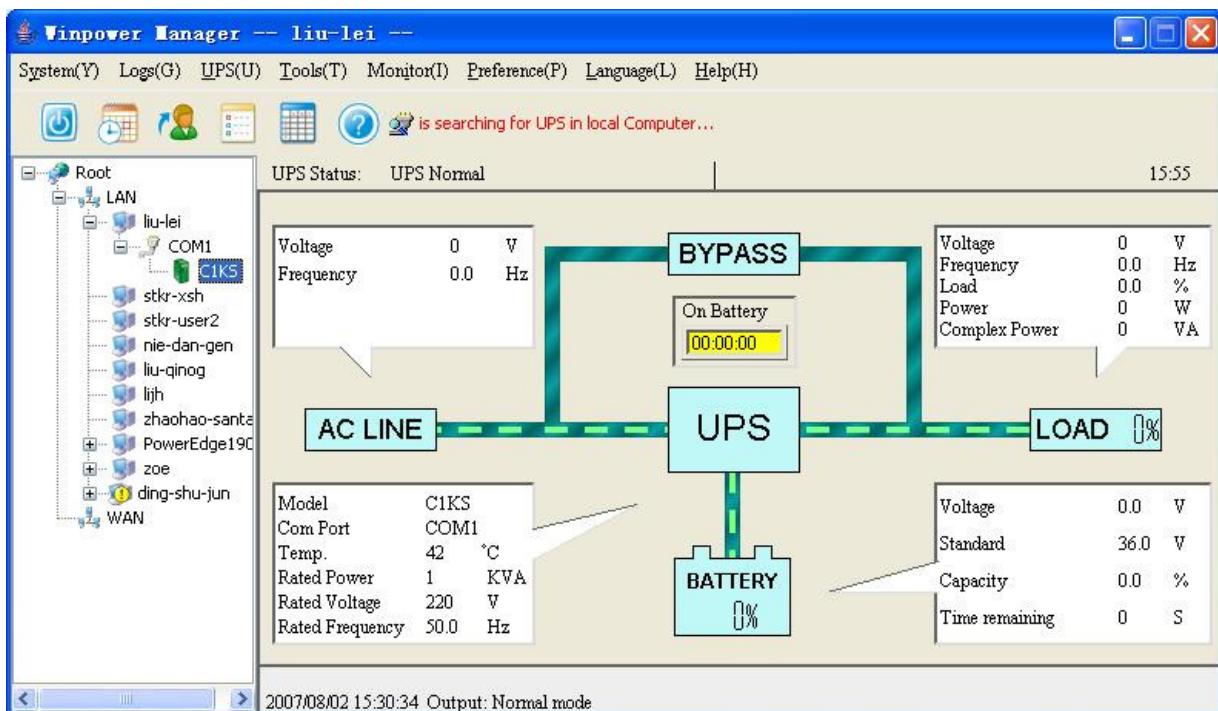 Winpower Manager -- liu-lei --
System(Y) Logs(G) UPS(U) Tools(T) Monitor(I) Preference(P) Language(L) Help(H)
is searching for UPS in local Computer...
Root
LAN
liu-lei
COM1
C1KS
stkr-xsh
stkr-user2
nie-dan-gen
liu-qinog
lijh
zhaohao-santa
PowerEdge190
zoe
ding-shu-jun
WAN
UPS Status: UPS Normal 15:55
Voltage 0 V
Frequency 0.0 Hz
BYPASS
On Battery
00:00:00
Voltage 0 V
Frequency 0.0 Hz
Load 0.0 %
Power 0 W
Complex Power 0 VA
AC LINE
UPS
LOAD 0%
Model C1KS
Com Port COM1
Temp. 42 °C
Rated Power 1 KVA
Rated Voltage 220 V
Rated Frequency 50.0 Hz
BATTERY
0%
Voltage 0.0 V
Standard 36.0 V
Capacity 0.0 %
Time remaining 0 S
2007/08/02 15:30:34 Output: Normal mode